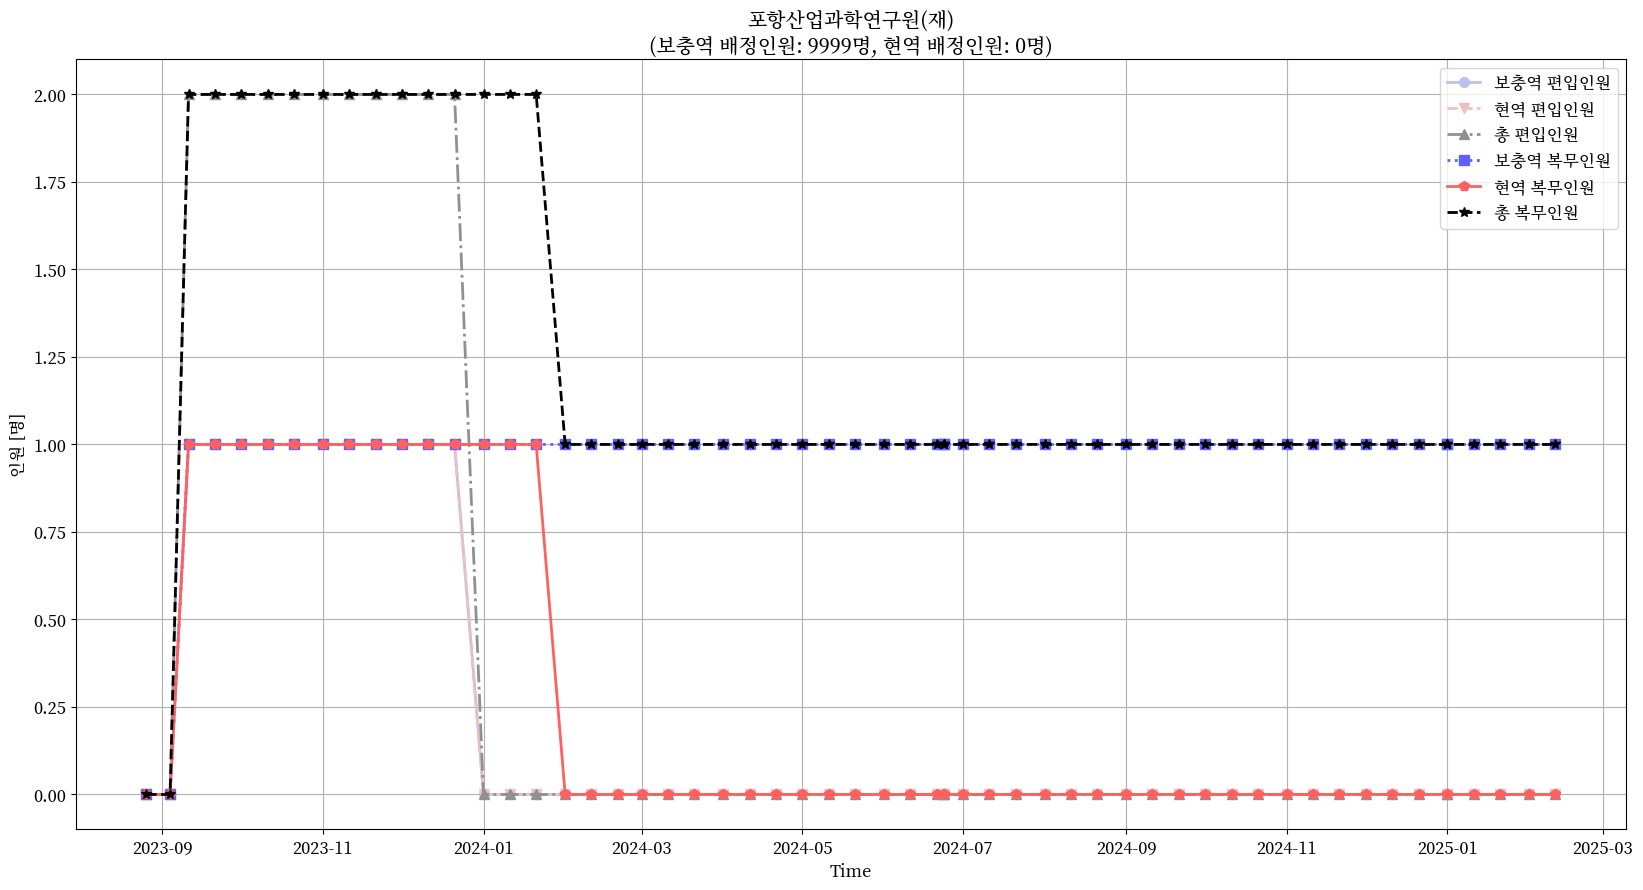 포항산업과학연구원(재)
(보충역 배정인원: 9999명, 현역 배정인원: 0명)
보충역 편입인원
현역 편입인원
총 편입인원
보충역 복무인원
현역 복무인원
총 복무인원
인원 [명]
2.00
1.75
1.50
1.25
1.00
0.75
0.50
0.25
0.00
2023-09 2023-11 2024-01 2024-03 2024-05 2024-07 2024-09 2024-11 2025-01 2025-03
Time